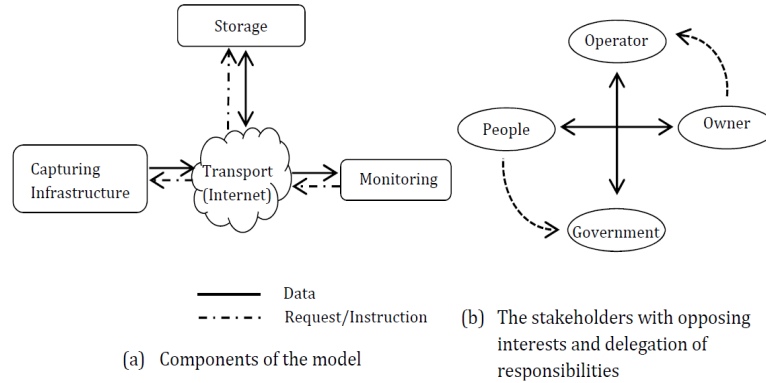 Storage
Capturing
Infrastructure
Transport
(Internet)
Monitoring
Data
Request/Instruction
(a) Components of the model
Operator
People
Owner
Government
(b) The stakeholders with opposing
interests and delegation of
responsibilities